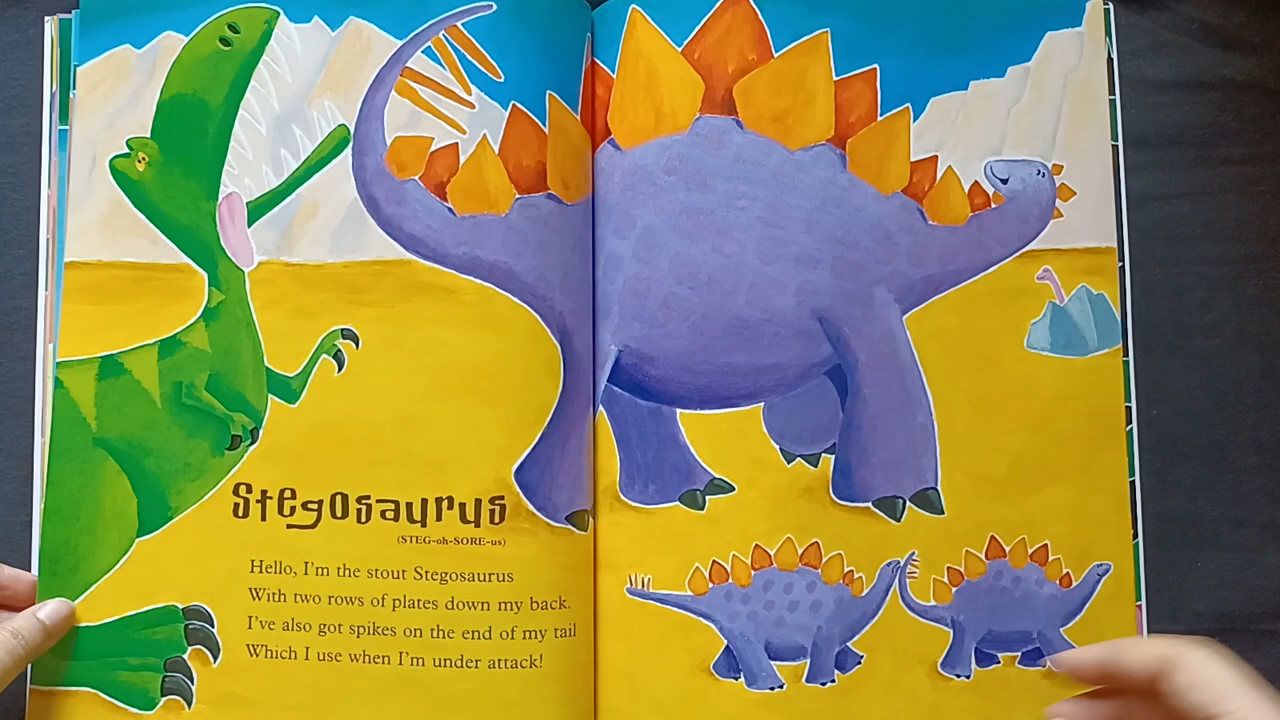 Stegosaurus
(STEG-oh-SORE-us)
Hello, I'm the stout Stegosaurus
With two rows of plates down my back.
I've also got spikes on the end of my tail
Which I use when I'm under attack!